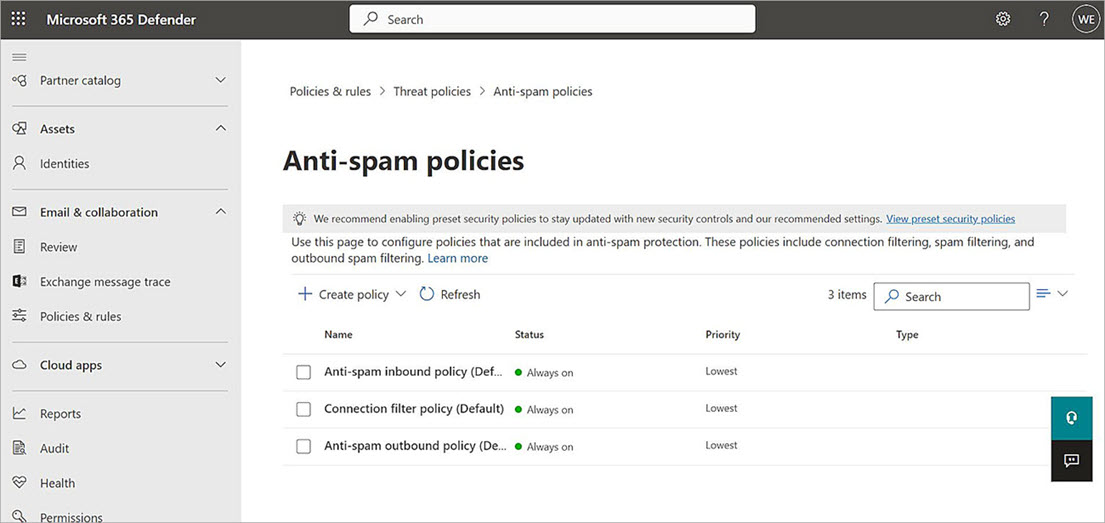 Microsoft 365 Defender
Search
?
WE
Partner catalog
Assets
Identities
Email & collaboration
Review
Exchange message trace
Policies & rules
Cloud apps
Reports
Audit
Health
Permissions
Policies & rules > Threat policies > Anti-spam policies
Anti-spam policies
We recommend enabling preset security policies to stay updated with new security controls and our recommended settings. View preset security policies
Use this page to configure policies that are included in anti-spam protection. These policies include connection filtering, spam filtering, and
outbound spam filtering. Learn more
Create policy Refresh 3 items Search
Name Status Priority Type
Anti-spam inbound policy (Def... Always on Lowest
Connection filter policy (Default) Always on Lowest
Anti-spam outbound policy (De... Always on Lowest